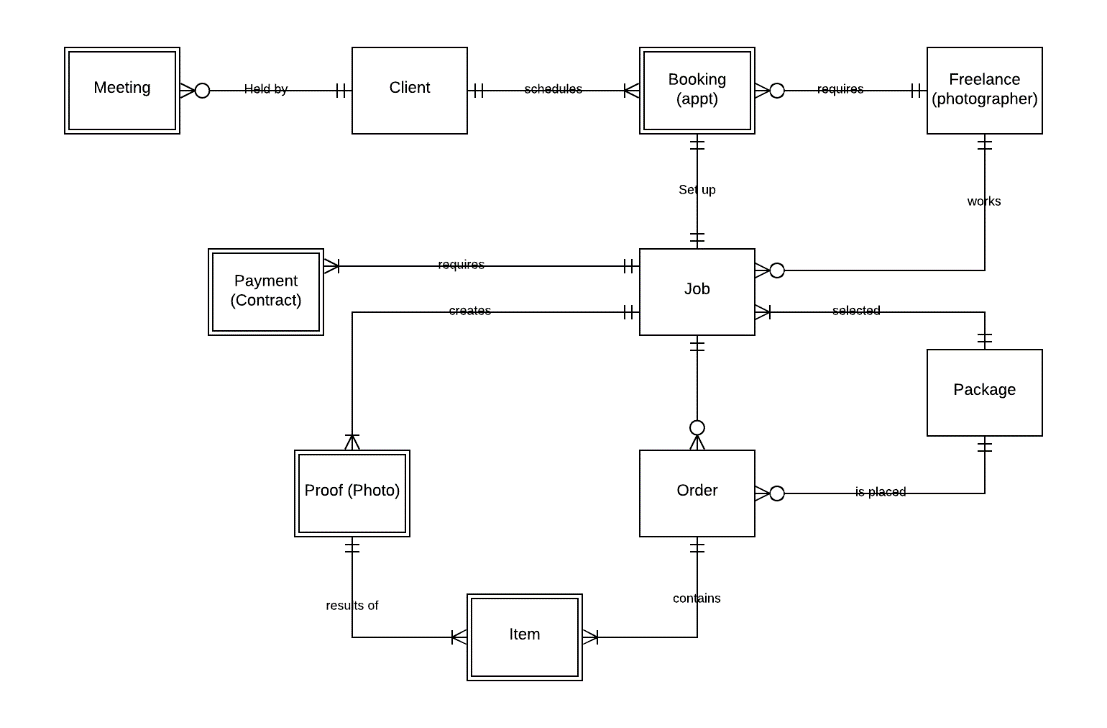 Meeting
Held by
Client
schedules
Booking
(appt)
requires
Freelance
(photographer)
Set up
works
Payment
(Contract)
requires
creates
Job
selected
Package
Proof (Photo)
Order
is placed
results of
contains
Item